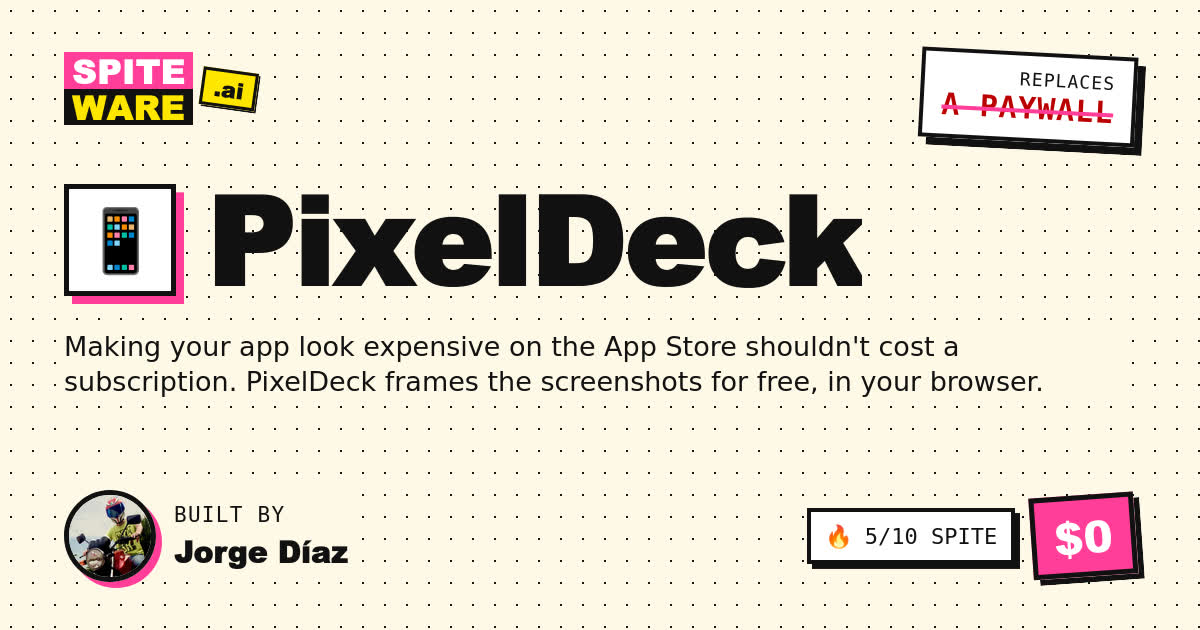 SPITE
WARE
.ai
REPLACES
A PAYWALL
PixelDeck
Making your app look expensive on the App Store shouldn't cost a
subscription. PixelDeck frames the screenshots for free, in your browser.
BUILT BY
Jorge Díaz
🔥 5/10 SPITE
$0